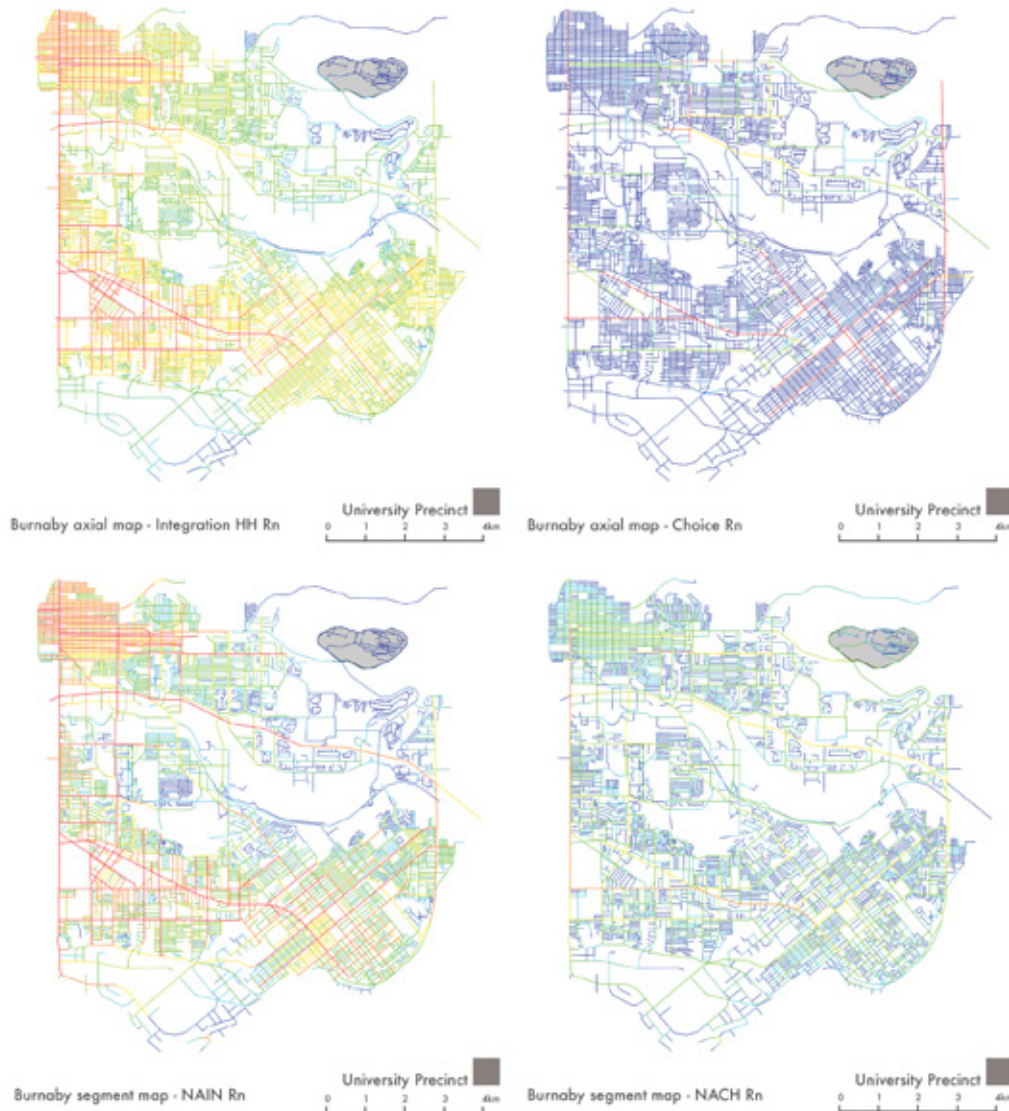 University Precinct
Burnaby axial map - Integration HH Rn
0 1 2 3 4km
University Precinct
Burnaby axial map - Choice Rn
0 1 2 3 4km
University Precinct
Burnaby segment map - NAIN Rn
0 1 2 3 4km
University Precinct
Burnaby segment map - NACH Rn
0 1 2 3 4km